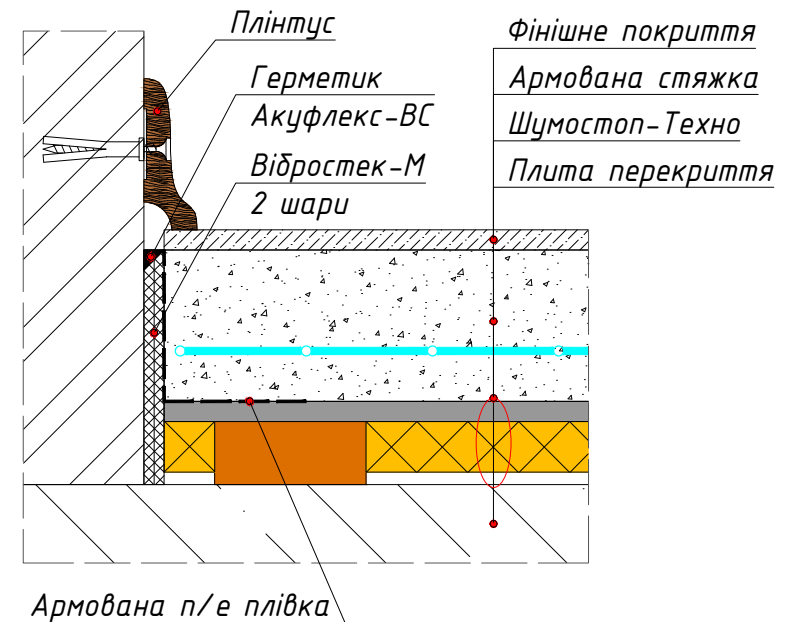 Плінтус
Герметик
Акуфлекс-ВС
Вібростек-М
2 шари
Фінішне покриття
Армована стяжка
Шумостоп-Техно
Плита перекриття
Армована п/е плівка